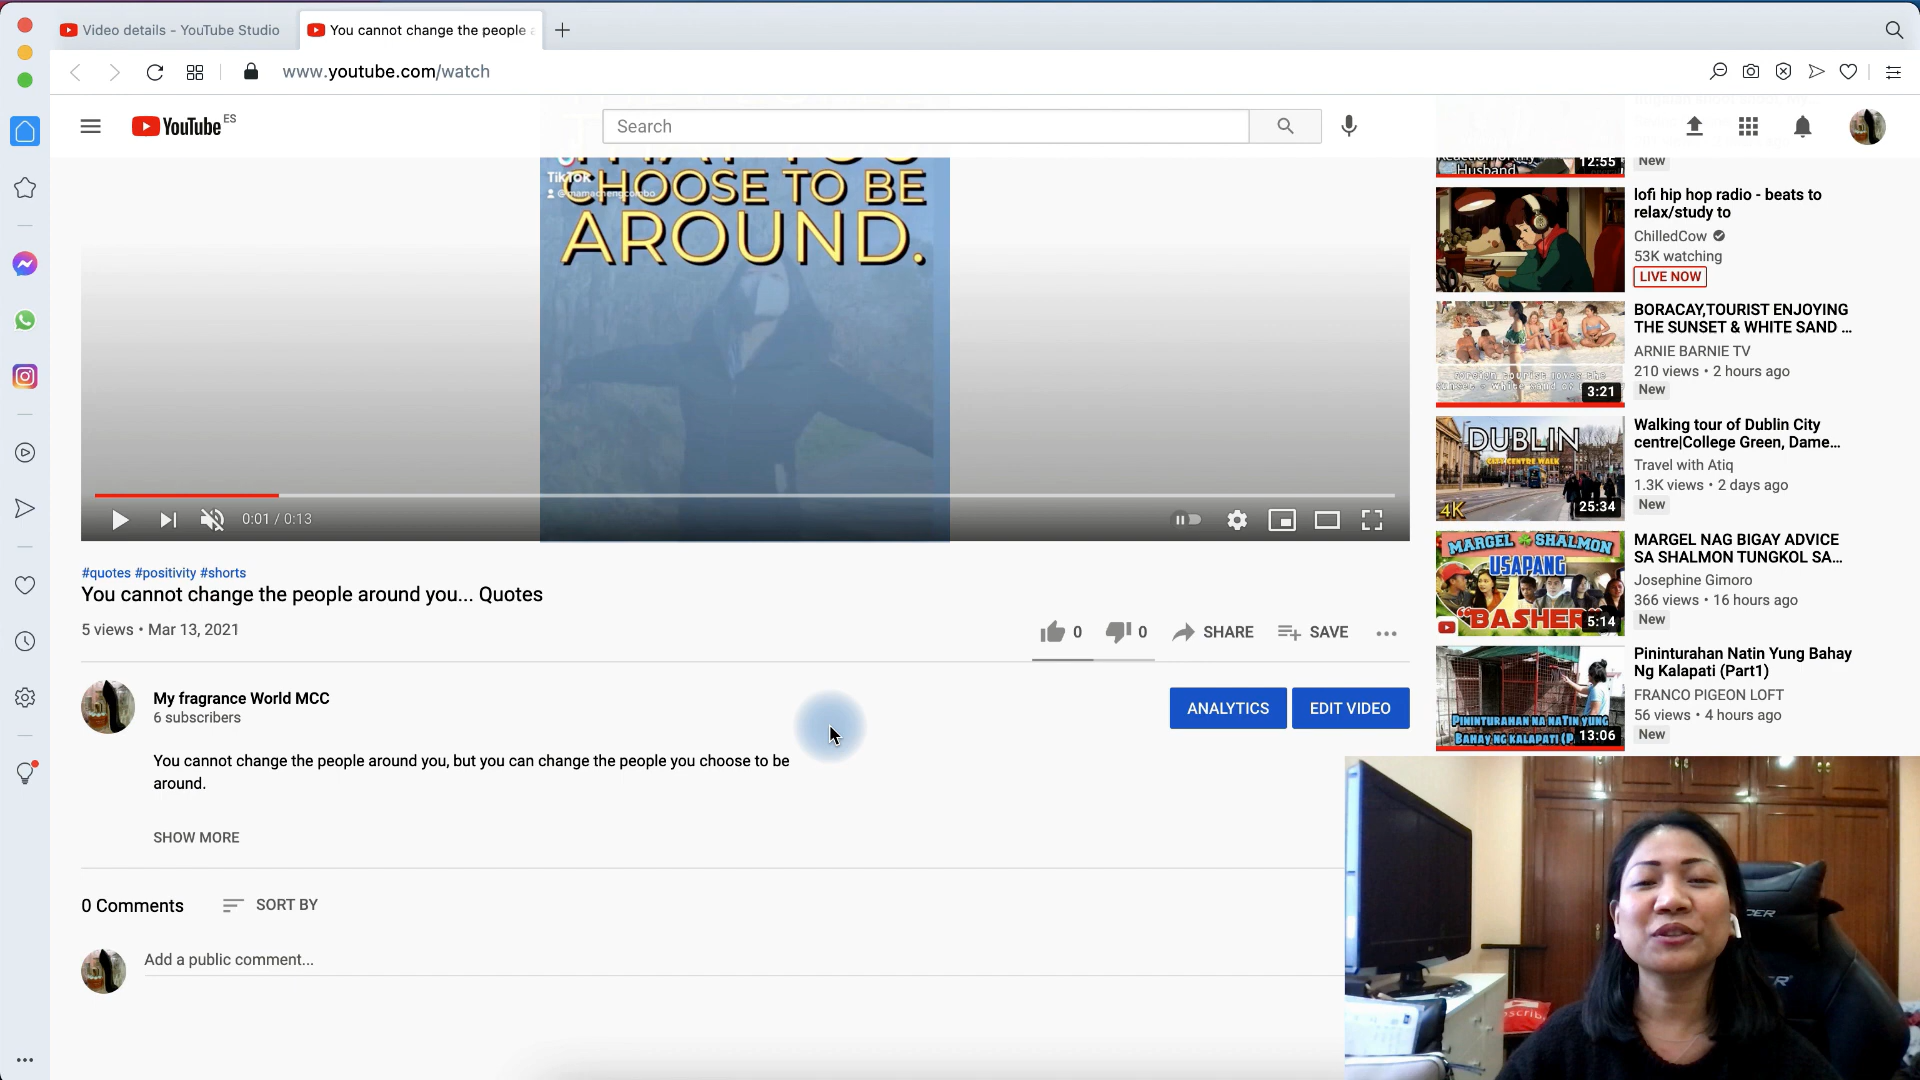 Video details - YouTube Studio
You cannot change the people
www.youtube.com/watch
YouTube ES
Search
CHOOSE TO BE
AROUND.
TikTok
@mamachengcombo
0:01 / 0:13
#quotes #positivity #shorts
You cannot change the people around you... Quotes
5 views • Mar 13, 2021
0
0
SHARE
SAVE
My fragrance World MCC
6 subscribers
ANALYTICS
EDIT VIDEO
You cannot change the people around you, but you can change the people you choose to be
around.
SHOW MORE
0 Comments
SORT BY
Add a public comment...
Husband
12:55
New
lofi hip hop radio - beats to
relax/study to
ChilledCow
53K watching
LIVE NOW
3:21
BORACAY,TOURIST ENJOYING
THE SUNSET & WHITE SAND ...
ARNIE BARNIE TV
210 views • 2 hours ago
New
DUBLIN
CITY CENTRE WALK
4K
25:34
Walking tour of Dublin City
centre|College Green, Dame...
Travel with Atiq
1.3K views • 2 days ago
New
MARGEL SHALMON
USAPANG
"BASHER
5:14
MARGEL NAG BIGAY ADVICE
SA SHALMON TUNGKOL SA...
Josephine Gimoro
366 views • 16 hours ago
New
PININTURAHAN NA NATIN YUNG
BAHAY NG KALAPATI (P
13:06
Pininturahan Natin Yung Bahay
Ng Kalapati (Part1)
FRANCO PIGEON LOFT
56 views • 4 hours ago
New